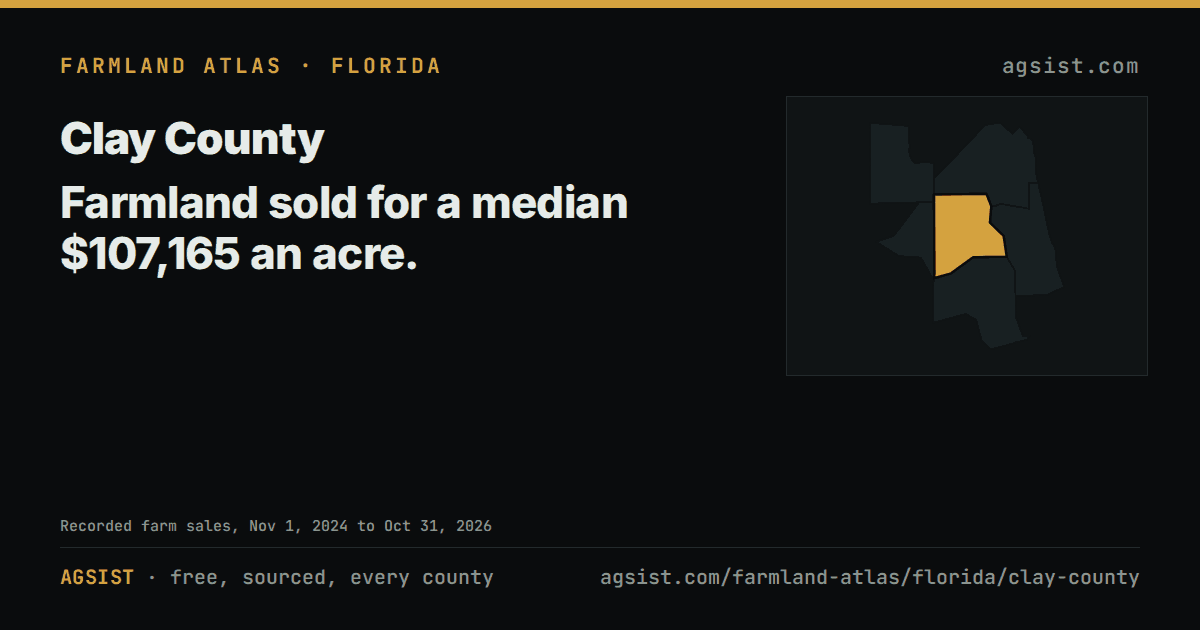 FARMLAND ATLAS · FLORIDA
agsist.com
Clay County
Farmland sold for a median
$107,165 an acre.
Recorded farm sales, Nov 1, 2024 to Oct 31, 2026
AGSIST · free, sourced, every county
agsist.com/farmland-atlas/florida/clay-county